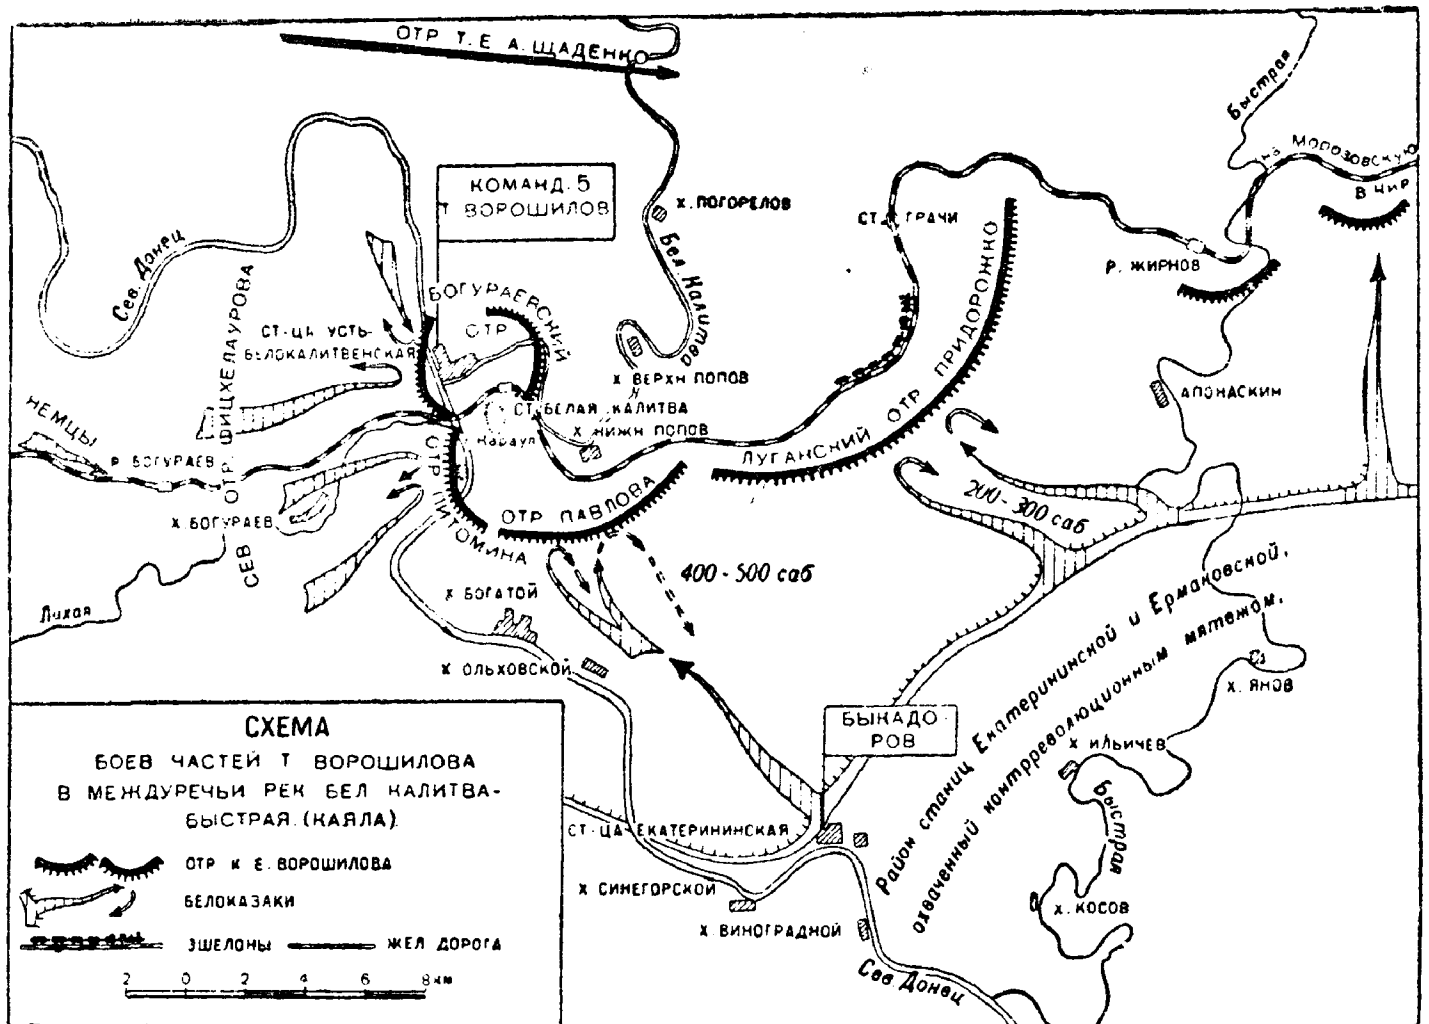 ОТР Т. Е А. ЩАДЕНКО
Быстрая
на Морозовскую
В ЧИР
КОМАНД. 5
Т ВОРОШИЛОВ
Х. ПОГОРЕЛОВ
СТ. ГРАЧИ
Р. ЖИРНОВ
Сев. Донец
Бел Калитва
БОГУРАЕВСКИЙ
ОТР
СТ-ЦА УСТЬ-
БЕЛОКАЛИТВЕНСКАЯ
ОТР. ШИЦХЕЛАУРОВА
Х ВЕРХН ПОПОВ
ЛУГАНСКИЙ ОТР ПРИДОРОЖКО
АПОНАСКИН
СТ БЕЛАЯ КАЛИТВА
Х НИЖН ПОПОВ
Караул
НЕМЦЫ
Р. БОГУРАЕВ
Х БОГУРАЕВ
СЕВ
ОТР ПИТОМИНА
ОТР ПАВЛОВА
200-300 саб
400-500 саб
Лихая
Х БОГАТОЙ
Х ОЛЬХОВСКОЙ
Район станиц Екатерининской и Ермаковской,
охваченный контрреволюционным мятежом.
Х. ЯНОВ
БЫКАДО-
РОВ
Х ИЛЬИЧЕВ
Быстрая
СТ-ЦА ЕКАТЕРИНИНСКАЯ
Х СИНЕГОРСКОЙ
Х ВИНОГРАДНОЙ
Х. КОСОВ
Сев. Донец
СХЕМА
БОЕВ ЧАСТЕЙ Т ВОРОШИЛОВА
В МЕЖДУРЕЧЬИ РЕК БЕЛ КАЛИТВА-
БЫСТРАЯ. (КАЯЛА).
ОТР К Е. ВОРОШИЛОВА
БЕЛОКАЗАКИ
ЭШЕЛОНЫ ЖЕЛ ДОРОГА
2 0 2 4 6 8 км